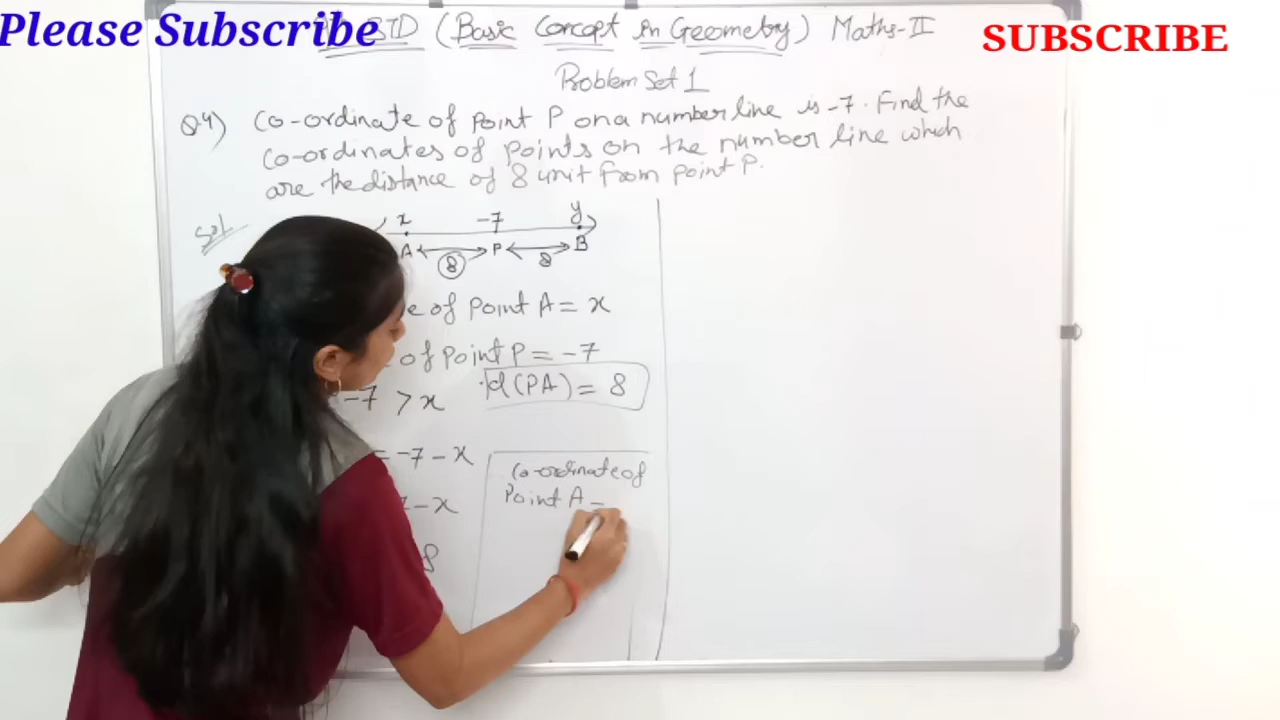 Please Subscribe
SUBSCRIBE
STD (Basic Concept in Geometry) Maths-II
Problem Set 1
Q.4) Co-ordinate of point P on a number line is -7. Find the
Co-ordinates of points on the number line which
are the distance of 8 unit from point P.
Sol
x -7 y
A P B
8 8
of point A = x
of point P = -7
-7 > x d(PA) = 8
= -7 - x
- x
8
Co-ordinate of
Point A =